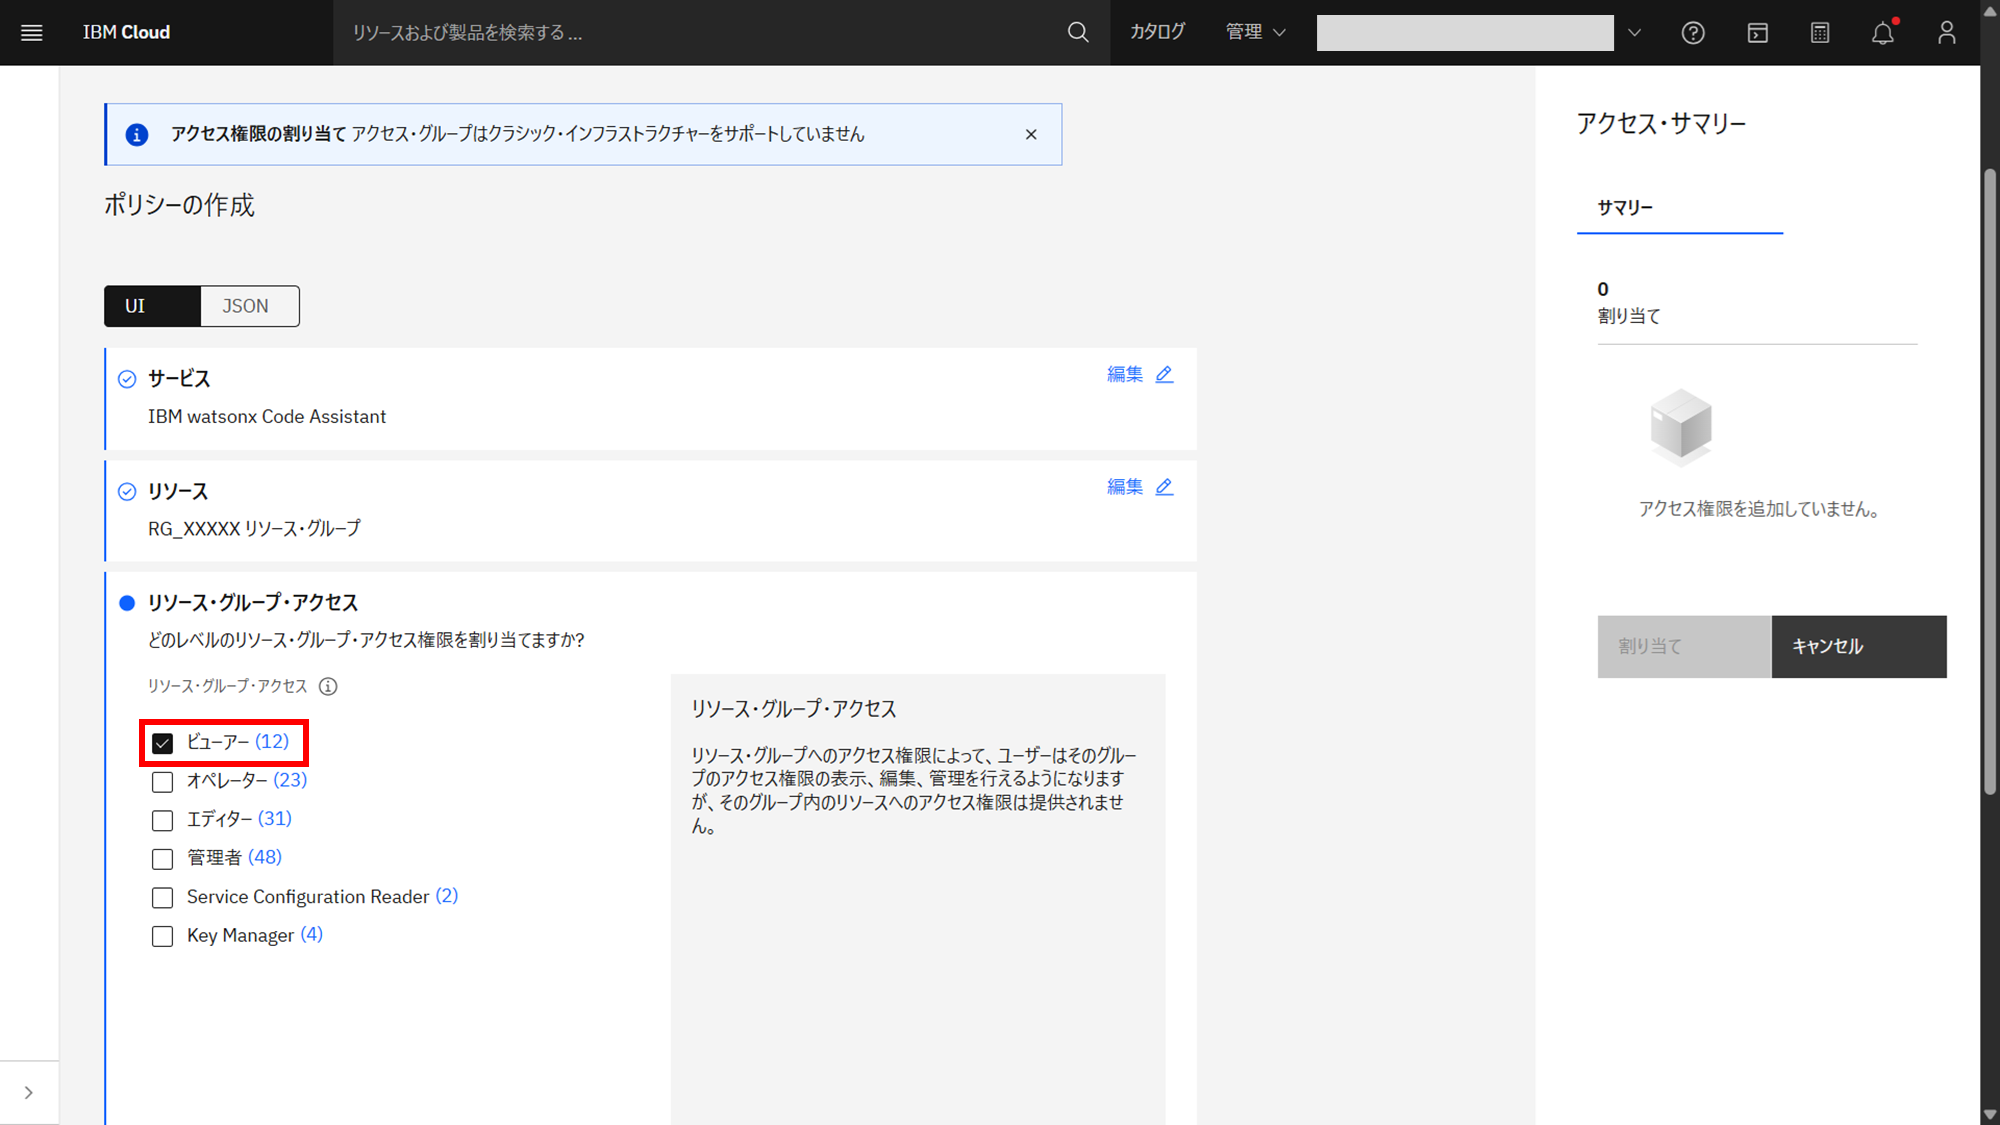 IBM Cloud
リソースおよび製品を検索する ...
カタログ
管理
アクセス権限の割り当て アクセス・グループはクラシック・インフラストラクチャーをサポートしていません
ポリシーの作成
UI
JSON
サービス
編集
IBM watsonx Code Assistant
リソース
編集
RG_XXXXX リソース・グループ
リソース・グループ・アクセス
どのレベルのリソース・グループ・アクセス権限を割り当てますか?
リソース・グループ・アクセス
ビューアー (12)
オペレーター (23)
エディター (31)
管理者 (48)
Service Configuration Reader (2)
Key Manager (4)
リソース・グループ・アクセス
リソース・グループへのアクセス権限によって、ユーザーはそのグルー
プのアクセス権限の表示、編集、管理を行えるようになります
が、そのグループ内のリソースへのアクセス権限は提供されませ
ん。
アクセス・サマリー
サマリー
0
割り当て
アクセス権限を追加していません。
割り当て
キャンセル